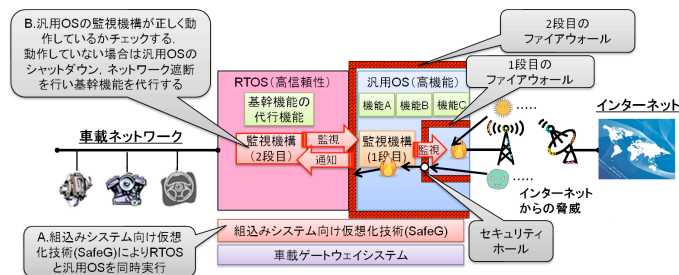 B.汎用OSの監視機構が正しく動
作しているかチェックする.
動作していない場合は汎用OSの
シャットダウン，ネットワーク遮断
を行い基幹機能を代行する
2段目の
ファイアウォール
1段目の
ファイアウォール
RTOS(高信頼性)
汎用OS(高機能)
基幹機能の
代行機能
機能A
機能B
機能C
インターネット
車載ネットワーク
監視機構
(2段目)
監視
通知
監視機構
(1段目)
監視
インターネット
からの脅威
セキュリティ
ホール
A.組込みシステム向け仮想
化技術(SafeG)によりRTOS
と汎用OSを同時実行
組込みシステム向け仮想化技術(SafeG)
車載ゲートウェイシステム